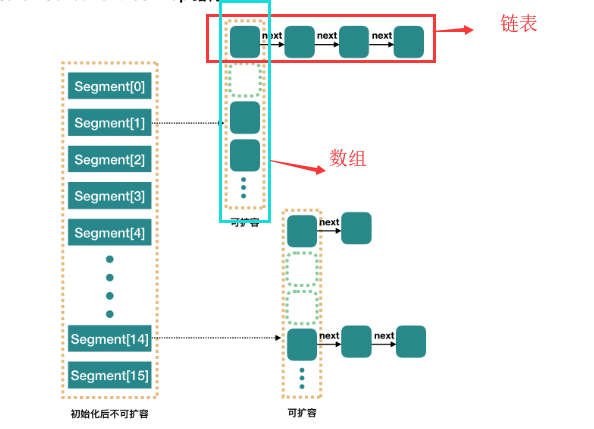 next
next
next
链表
Segment[0]
Segment[1]
Segment[2]
数组
Segment[3]
Segment[4]
可扩容
next
Segment[14]
next
next
Segment[15]
初始化后不可扩容
可扩容